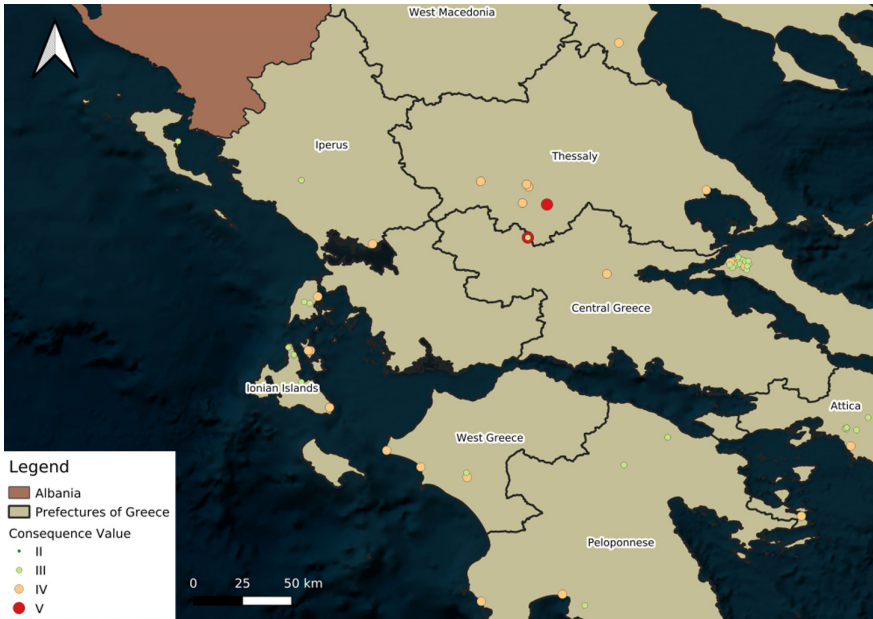 West Macedonia
Iperus
Thessaly
Central Greece
Ionian Islands
Attica
West Greece
Peloponnese
Legend
Albania
Prefectures of Greece
Consequence Value
II
III
IV
V
0 25 50 km